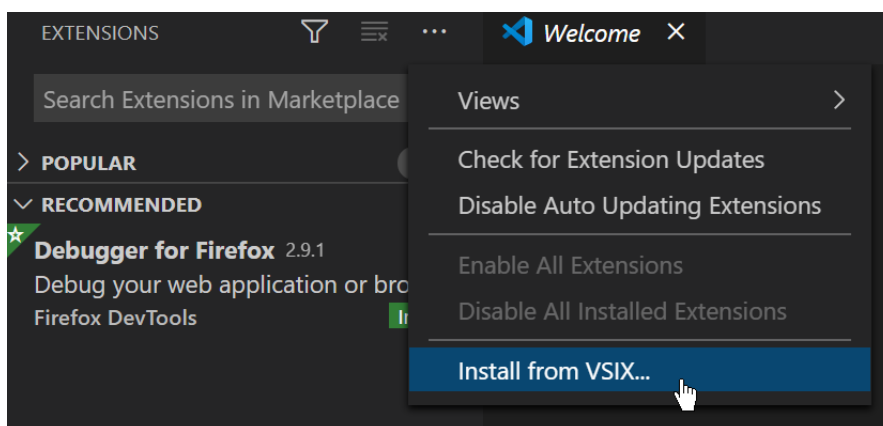 EXTENSIONS
Welcome
Search Extensions in Marketplace
POPULAR
RECOMMENDED
Debugger for Firefox 2.9.1
Debug your web application or
Firefox DevTools
Views
Check for Extension Updates
Disable Auto Updating Extensions
Enable All Extensions
Disable All Installed Extensions
Install from VSIX...